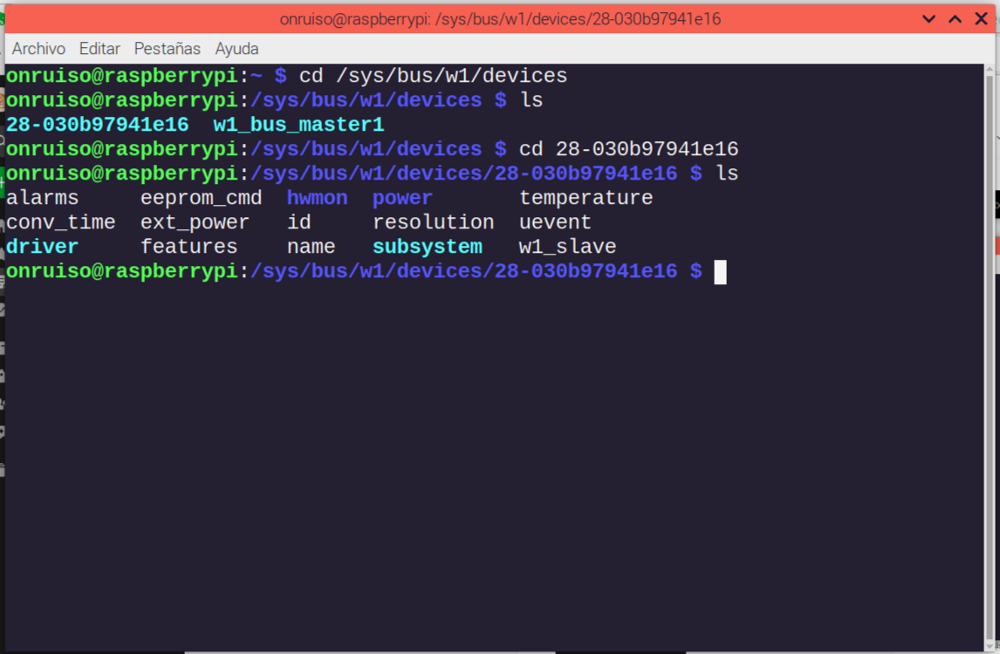 onruiso@raspberrypi: /sys/bus/w1/devices/28-030b97941e16
Archivo Editar Pestañas Ayuda
onruiso@raspberrypi:~ $ cd /sys/bus/w1/devices
onruiso@raspberrypi:/sys/bus/w1/devices $ ls
28-030b97941e16 w1_bus_master1
onruiso@raspberrypi:/sys/bus/w1/devices $ cd 28-030b97941e16
onruiso@raspberrypi:/sys/bus/w1/devices/28-030b97941e16 $ ls
alarms eeprom_cmd hwmon power temperature
conv_time ext_power id resolution uevent
driver features name subsystem w1_slave
onruiso@raspberrypi:/sys/bus/w1/devices/28-030b97941e16 $